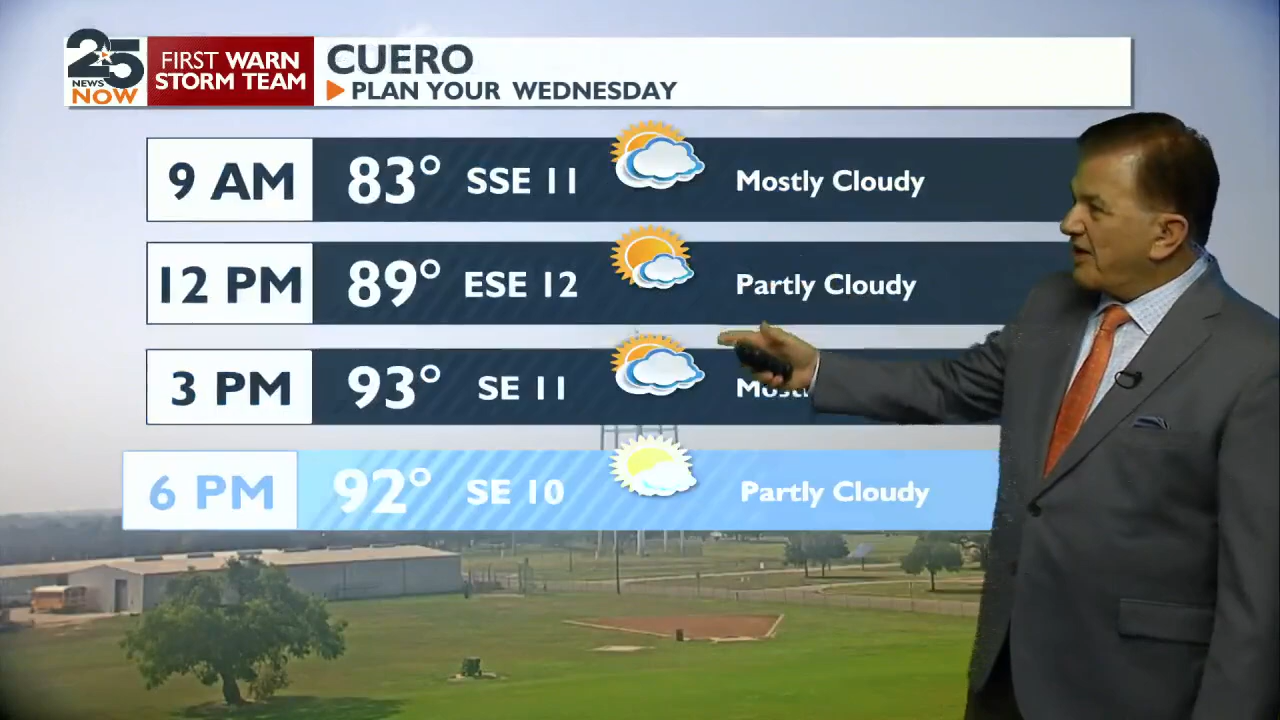 25
NEWS
NOW
FIRST WARN
STORM TEAM
CUERO
PLAN YOUR WEDNESDAY
9 AM 83° SSE 11 Mostly Cloudy
12 PM 89° ESE 12 Partly Cloudy
3 PM 93° SE 11
6 PM 92° SE 10 Partly Cloudy